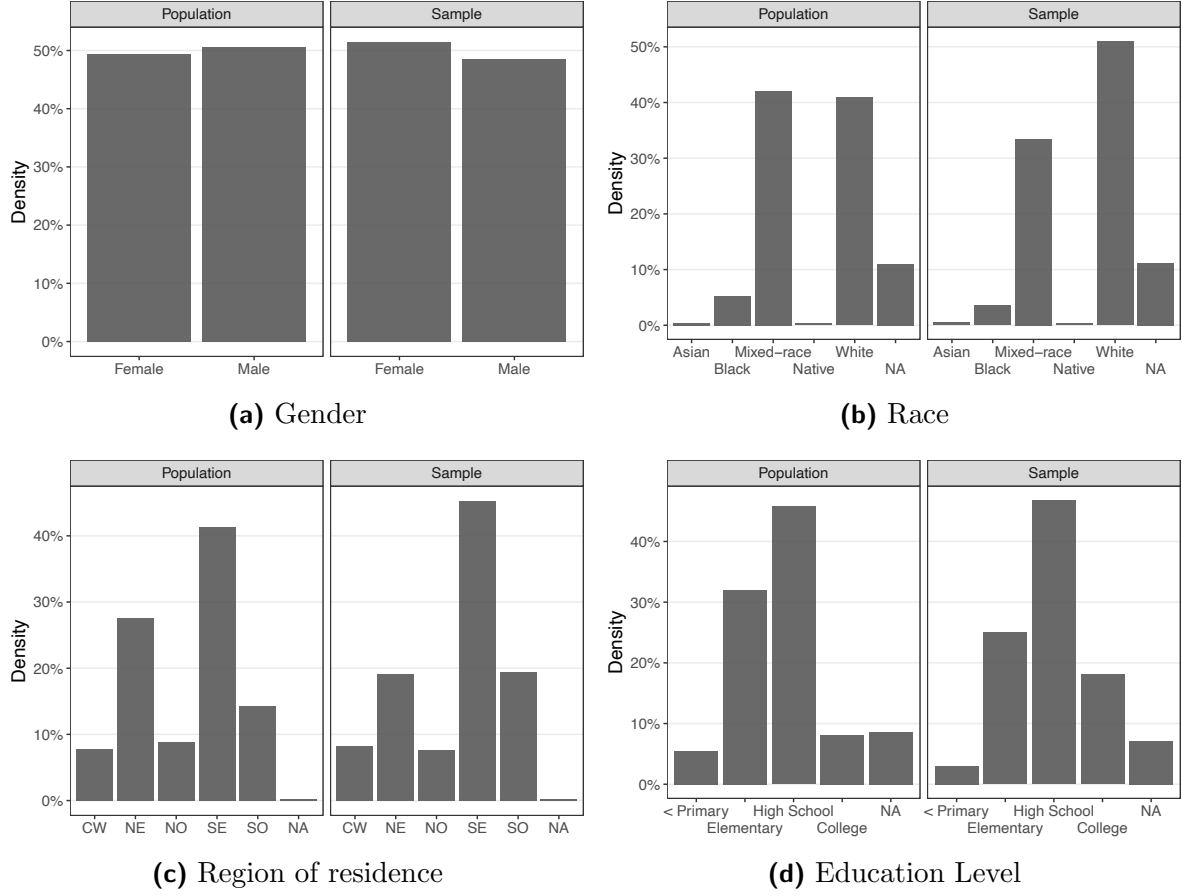 Population Sample
50%
40%
30%
20%
10%
0%
Density
Female Male Female Male
(a) Gender
Population Sample
50%
40%
30%
20%
10%
0%
Density
Asian Mixed-race White Asian Mixed-race White
Black Native NA Black Native NA
(b) Race
Population Sample
40%
30%
20%
10%
0%
Density
CW NE NO SE SO NA CW NE NO SE SO NA
(c) Region of residence
Population Sample
40%
30%
20%
10%
0%
Density
< Primary High School NA < Primary High School NA
Elementary College Elementary College
(d) Education Level